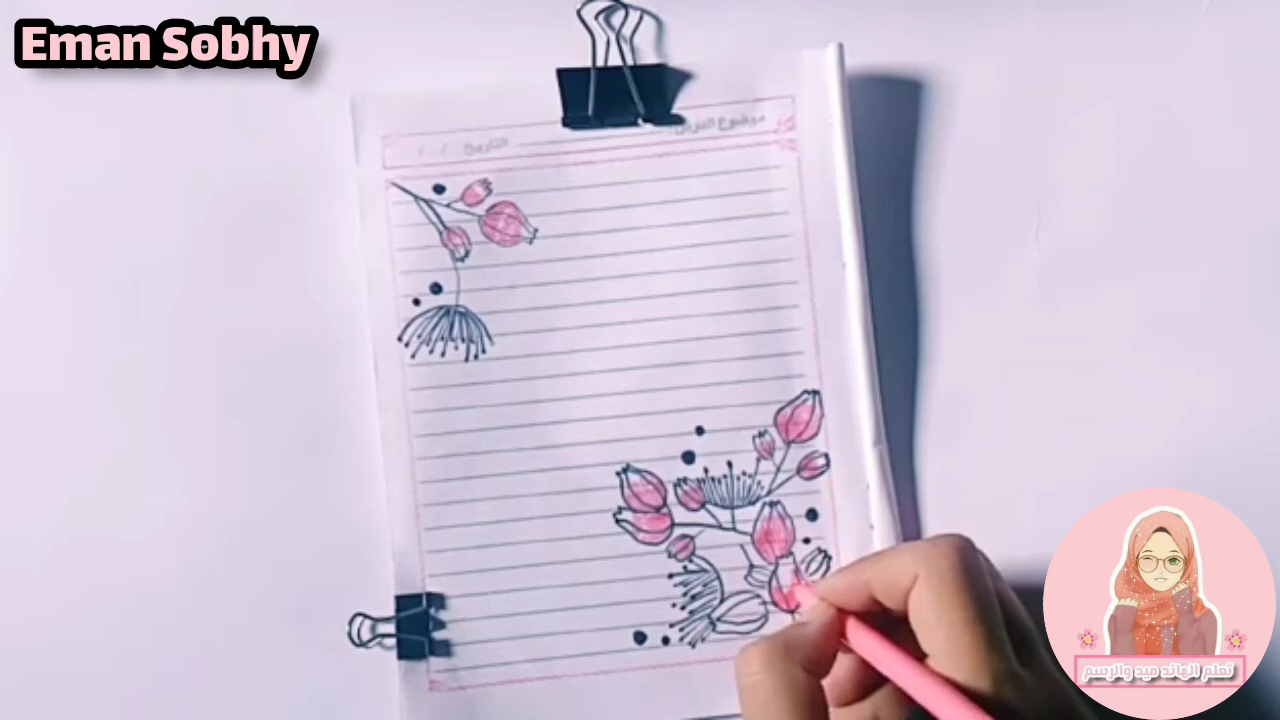 Eman Sobhy
موضوع الدرس:
التاريخ / /
تعلم الهاند ميد والرسم